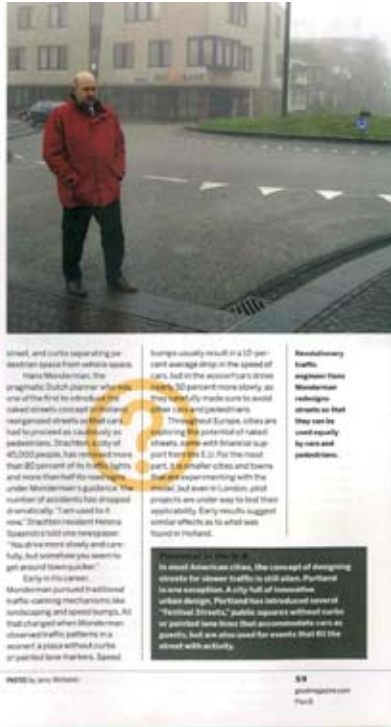 street, and curbs separating pe-
destrian space from vehicle space.
Hans Monderman, the
pragmatic Dutch planner who was
one of the first to introduce the
naked streets concept in Holland,
reorganized streets so that cars
had to proceed as cautiously as
pedestrians. Drachten, a city of
45,000 people, has removed more
than 80 percent of its traffic lights
and more than half its road signs
under Monderman's guidance. The
number of accidents has dropped
dramatically. "I am used to it
now," Drachten resident Helena
Spaanstra told one newspaper.
"You drive more slowly and care-
fully, but somehow you seem to
get around town quicker."
Early in his career,
Monderman pursued traditional
traffic-calming mechanisms like
landscaping and speed bumps. All
that changed when Monderman
observed traffic patterns in a
woonerf, a place without curbs
or painted lane markers. Speed
bumps usually result in a 10-per-
cent average drop in the speed of
cars, but in the woonerf cars drove
nearly 50 percent more slowly, as
they carefully made sure to avoid
other cars and pedestrians.
Throughout Europe, cities are
exploring the potential of naked
streets, some with financial sup-
port from the E.U. For the most
part, it is smaller cities and towns
that are experimenting with the
, but even in London, pilot
projects are under way to test their
applicability. Early results suggest
similar effects as to what was
found in Holland.
Revolutionary
traffic
engineer Hans
Monderman
redesigns
streets so that
they can be
used equally
by cars and
pedestrians.
Potential in the U.S.
In most American cities, the concept of designing
streets for slower traffic is still alien. Portland
is one exception. A city full of innovative
urban design, Portland has introduced several
"Festival Streets," public squares without curbs
or painted lane lines that accommodate cars as
guests, but are also used for events that fill the
street with activity.
PHOTO by Jerry Michalski
59
goodmagazine.com